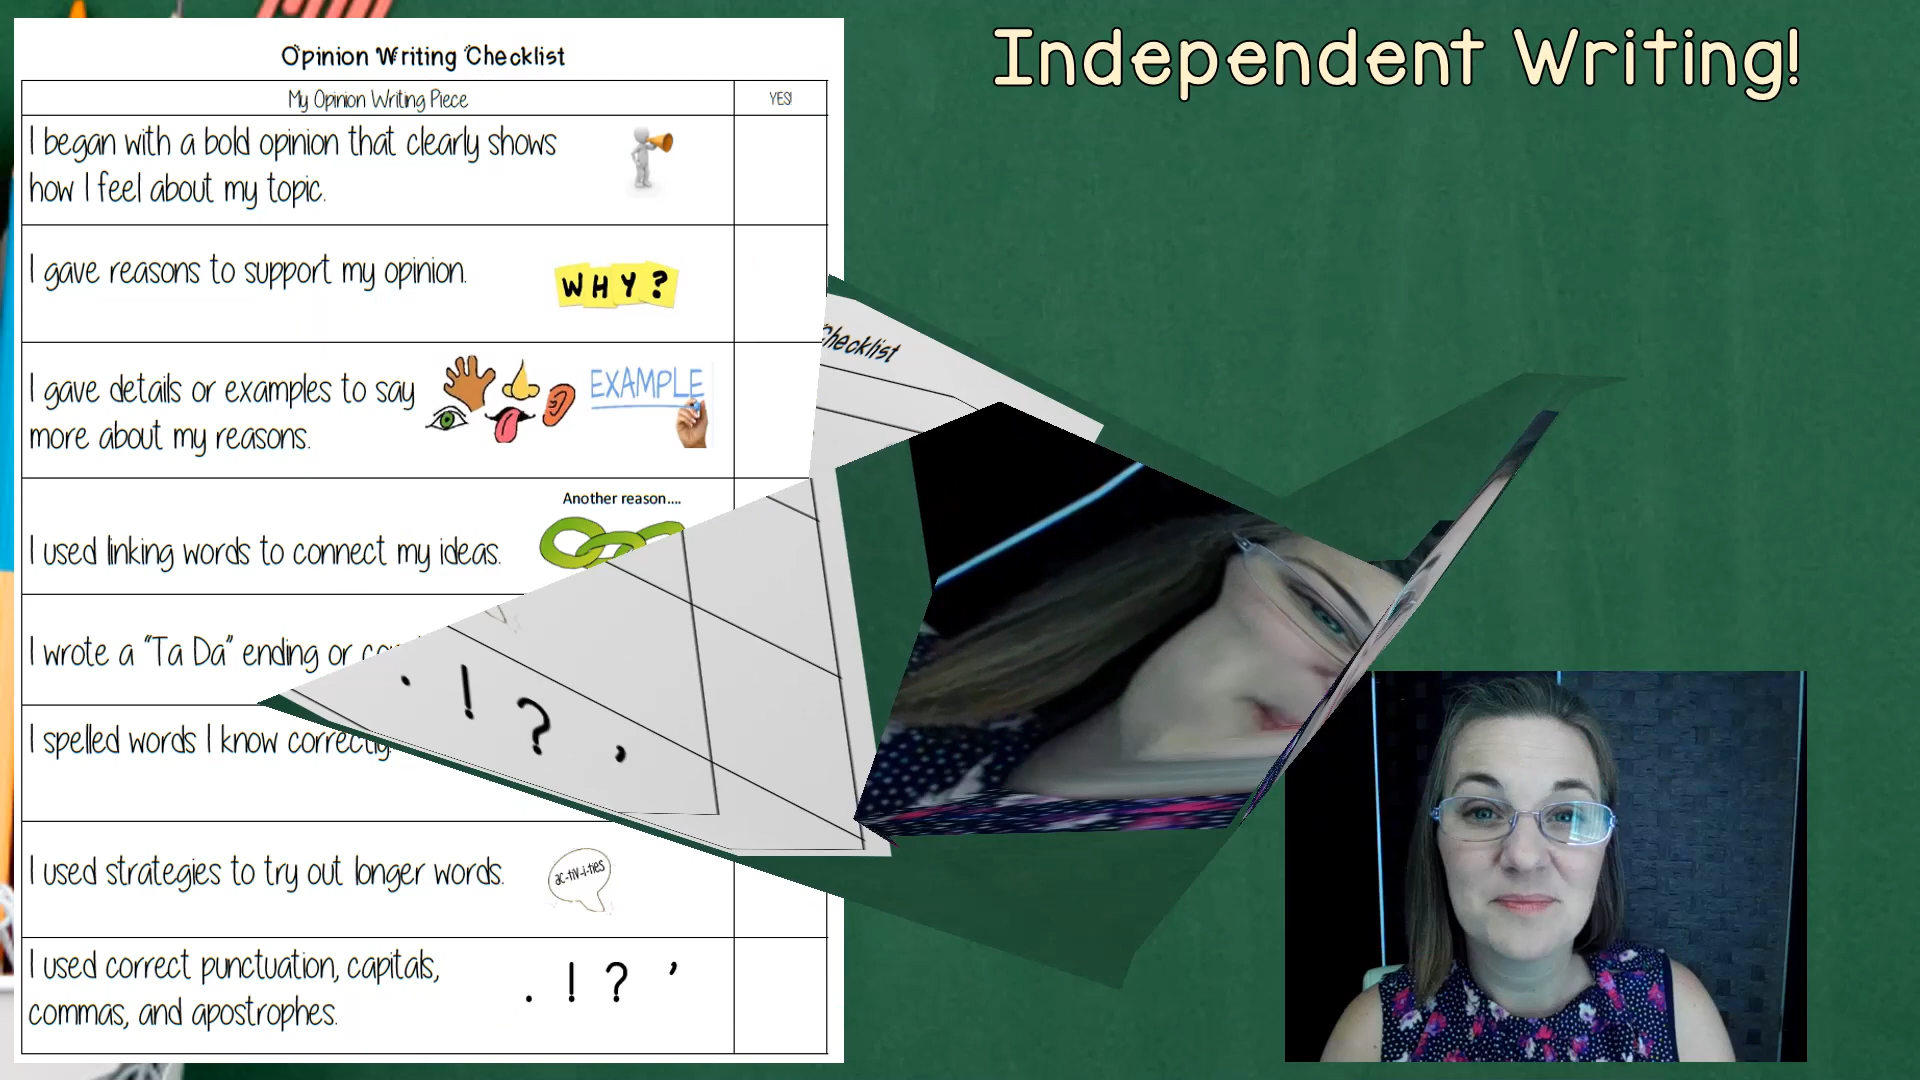 Independent Writing!
Opinion Writing Checklist
My Opinion Writing Piece
YES!
I began with a bold opinion that clearly shows
how I feel about my topic.
I gave reasons to support my opinion.
WHY?
I gave details or examples to say
more about my reasons.
EXAMPLE
Another reason....
I used linking words to connect my ideas.
I wrote a "Ta Da" ending or
I spelled words I know correctly.
I used strategies to try out longer words.
ac-tiv-i-ties
I used correct punctuation, capitals,
commas, and apostrophes.
. ! ? ’
Checklist
. ! ? ,